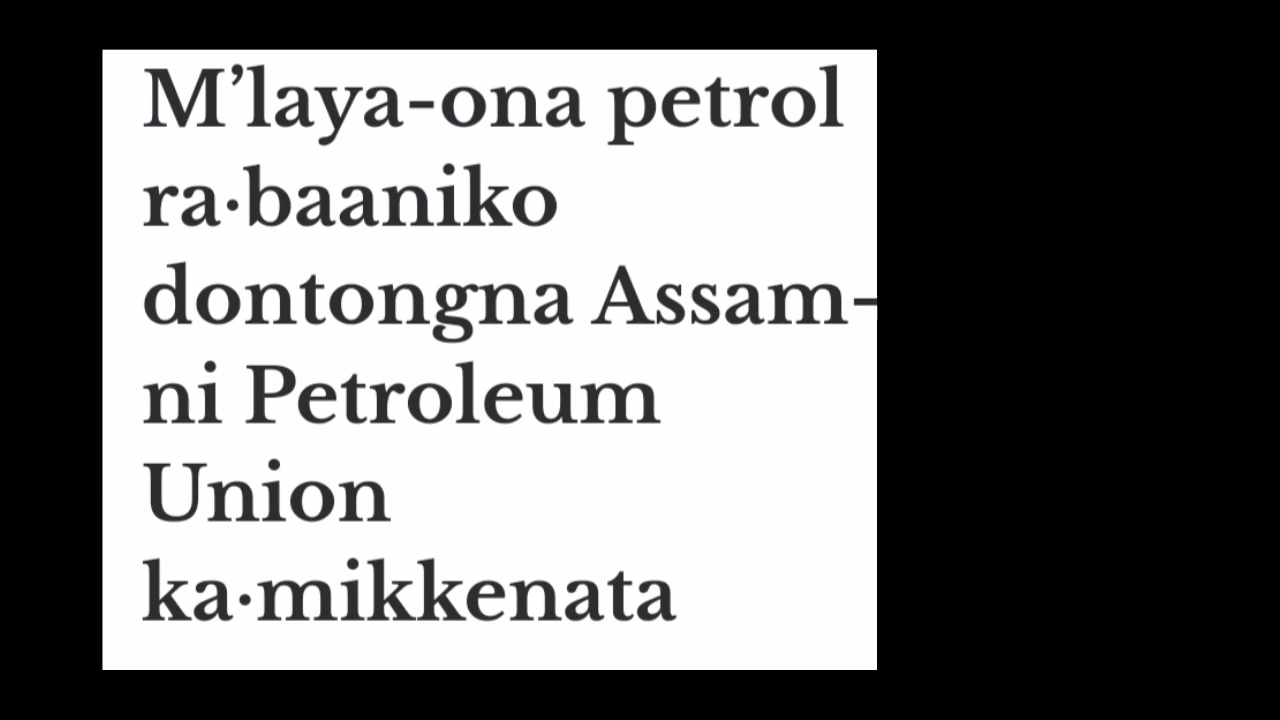 M’laya-ona petrol
ra·baaniko
dontongna Assam-
ni Petroleum
Union
ka·mikkenata